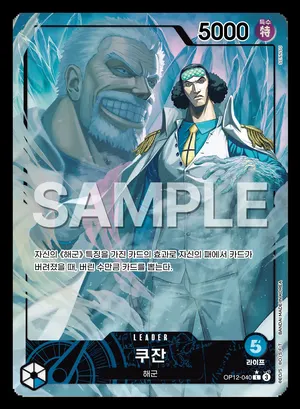 5000
특수
特
SAMPLE
자신의 《해군》 특징을 가진 카드의 효과로 자신의 패에서 카드가
버려졌을 때, 버린 수만큼 카드를 뽑는다.
LEADER
쿠잔
해군
5
라이프
OP12-040 L
3